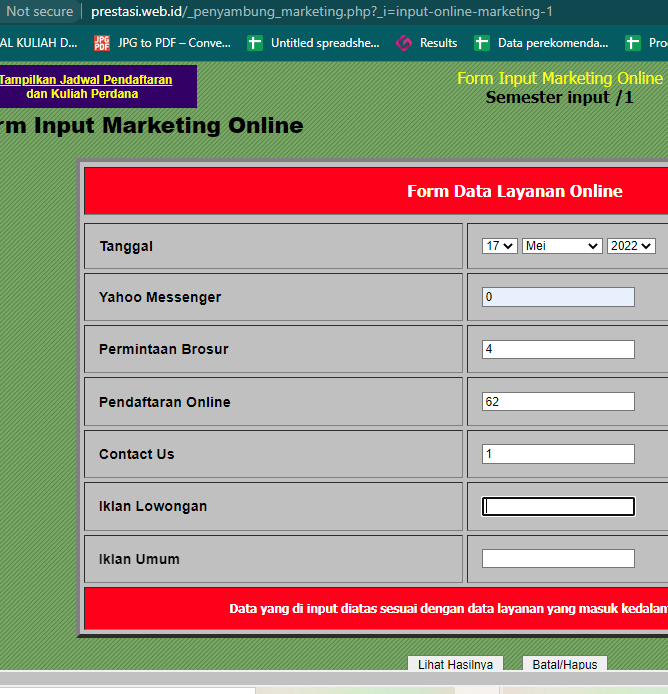 Not secure prestasi.web.id/_penyambung_marketing.php?_i=input-online-marketing-1
AL KULIAH D... JPG to PDF – Conve... Untitled spreadshe... Results Data perekomenda... Pro
Tampilkan Jadwal Pendaftaran
dan Kuliah Perdana
Form Input Marketing Online
Semester input /1
rm Input Marketing Online
Form Data Layanan Online
Tanggal 17 Mei 2022
Yahoo Messenger 0
Permintaan Brosur 4
Pendaftaran Online 62
Contact Us 1
Iklan Lowongan
Iklan Umum
Data yang di input diatas sesuai dengan data layanan yang masuk kedalam
Lihat Hasilnya Batal/Hapus